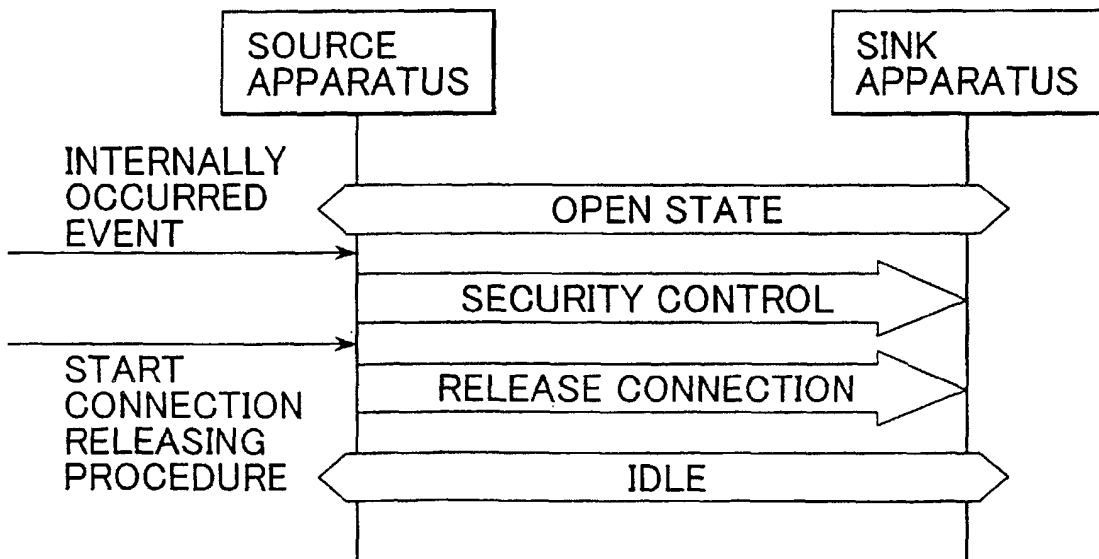 SOURCE
APPARATUS
SINK
APPARATUS
INTERNALLY
OCCURRED
EVENT
OPEN STATE
SECURITY CONTROL
START
CONNECTION
RELEASING
PROCEDURE
RELEASE CONNECTION
IDLE